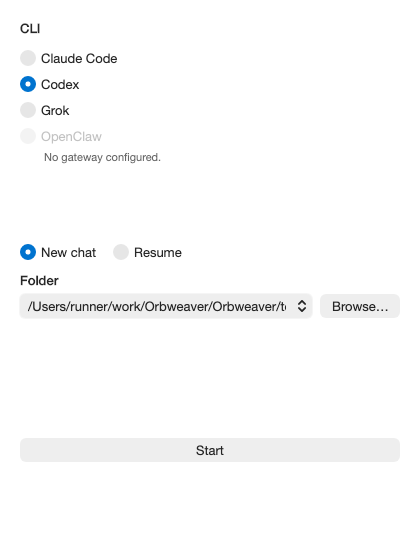 CLI
Claude Code
Codex
Grok
OpenClaw
No gateway configured.
New chat Resume
Folder
/Users/runner/work/Orbweaver/Orbweaver/t Browse...
Start